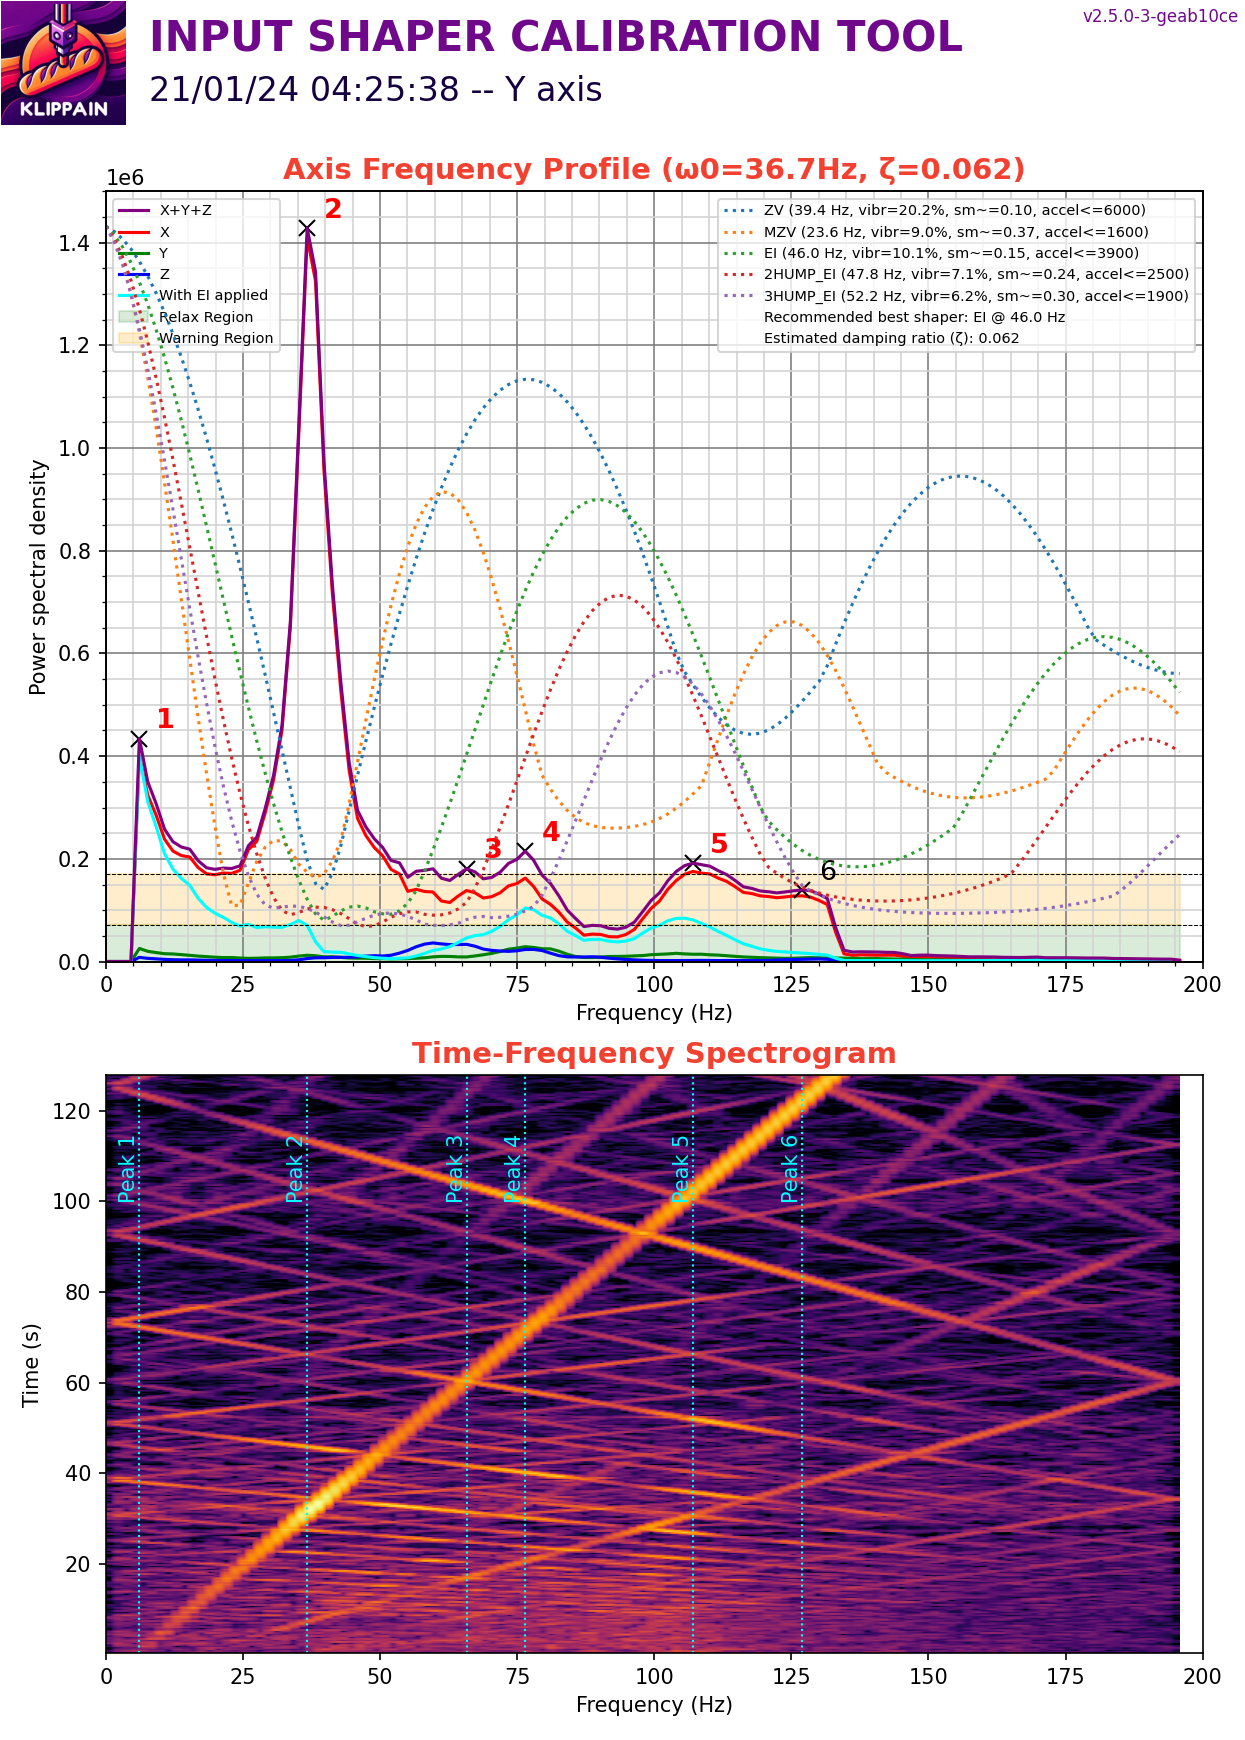 INPUT SHAPER CALIBRATION TOOL
v2.5.0-3-geab10ce
21/01/24 04:25:38 -- Y axis
KLIPPAIN
Axis Frequency Profile (ω0=36.7Hz, ζ=0.062)
1e6
X+Y+Z
X
Y
Z
With EI applied
Relax Region
Warning Region
ZV (39.4 Hz, vibr=20.2%, sm~=0.10, accel<=6000)
MZV (23.6 Hz, vibr=9.0%, sm~=0.37, accel<=1600)
EI (46.0 Hz, vibr=10.1%, sm~=0.15, accel<=3900)
2HUMP_EI (47.8 Hz, vibr=7.1%, sm~=0.24, accel<=2500)
3HUMP_EI (52.2 Hz, vibr=6.2%, sm~=0.30, accel<=1900)
Recommended best shaper: EI @ 46.0 Hz
Estimated damping ratio (ζ): 0.062
1
2
3
4
5
6
Power spectral density
1.4
1.2
1.0
0.8
0.6
0.4
0.2
0.0
0 25 50 75 100 125 150 175 200
Frequency (Hz)
Time-Frequency Spectrogram
Peak 1
Peak 2
Peak 3
Peak 4
Peak 5
Peak 6
Time (s)
120
100
80
60
40
20
0 25 50 75 100 125 150 175 200
Frequency (Hz)